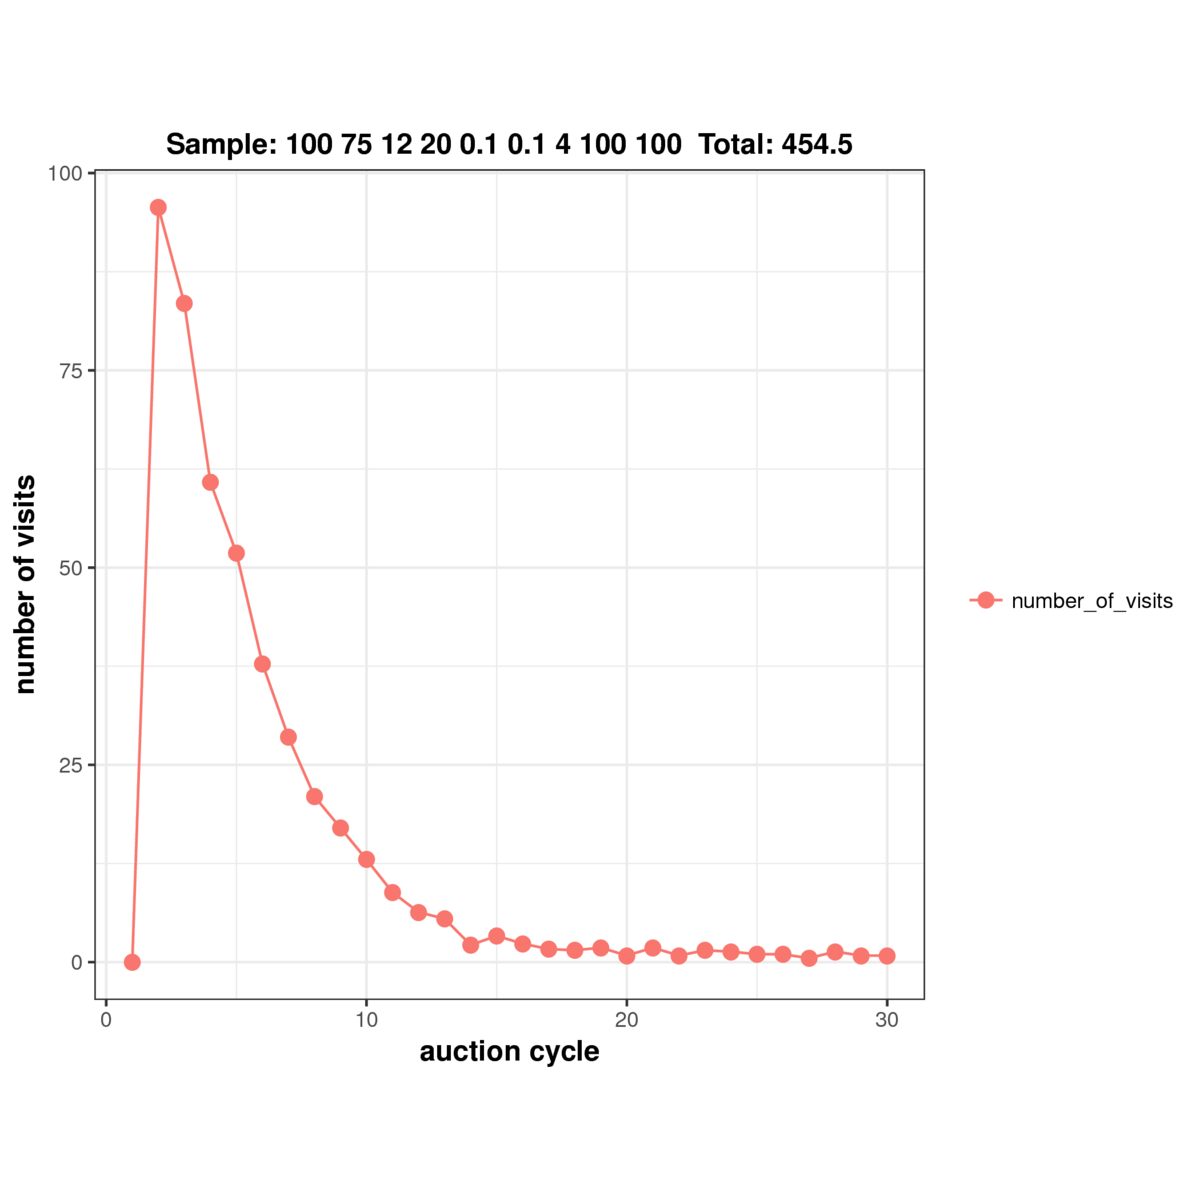 Sample: 100 75 12 20 0.1 0.1 4 100 100  Total: 454.5
100
75
50
25
0
number of visits
0 10 20 30
auction cycle
number_of_visits